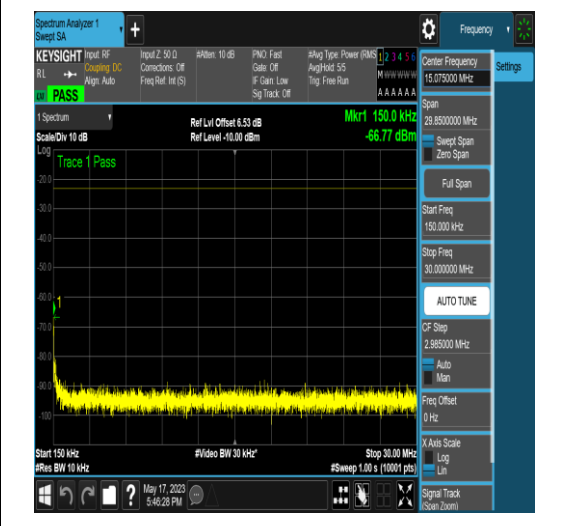 Spectrum Analyzer 1
Swept SA
+
Frequency
KEYSIGHT
RL
Input: RF
Coupling: DC
Align: Auto
Input Z: 50 Ω
Corrections: Off
Freq Ref: Int (S)
#Atten: 10 dB
PNO: Fast
Gate: Off
IF Gain: Low
Sig Track: Off
#Avg Type: Power (RMS
Avg|Hold: 5/5
Trig: Free Run
1 2 3 4 5 6
M W W W W W
A A A A A A
PASS
1 Spectrum
Scale/Div 10 dB
Ref Lvl Offset 6.53 dB
Ref Level -10.00 dBm
Mkr1 150.0 kHz
-66.77 dBm
Log
Trace 1 Pass
-20.0
-30.0
-40.0
-50.0
-60.0
1
-70.0
-80.0
-90.0
-100
Start 150 kHz
#Res BW 10 kHz
#Video BW 30 kHz*
Stop 30.00 MHz
#Sweep 1.00 s (10001 pts)
?
May 17, 2023
5:46:28 PM
Settings
Center Frequency
15.075000 MHz
Span
29.8500000 MHz
Swept Span
Zero Span
Full Span
Start Freq
150.000 kHz
Stop Freq
30.000000 MHz
AUTO TUNE
CF Step
2.985000 MHz
Auto
Man
Freq Offset
0 Hz
X Axis Scale
Log
Lin
Signal Track
(Span Zoom)